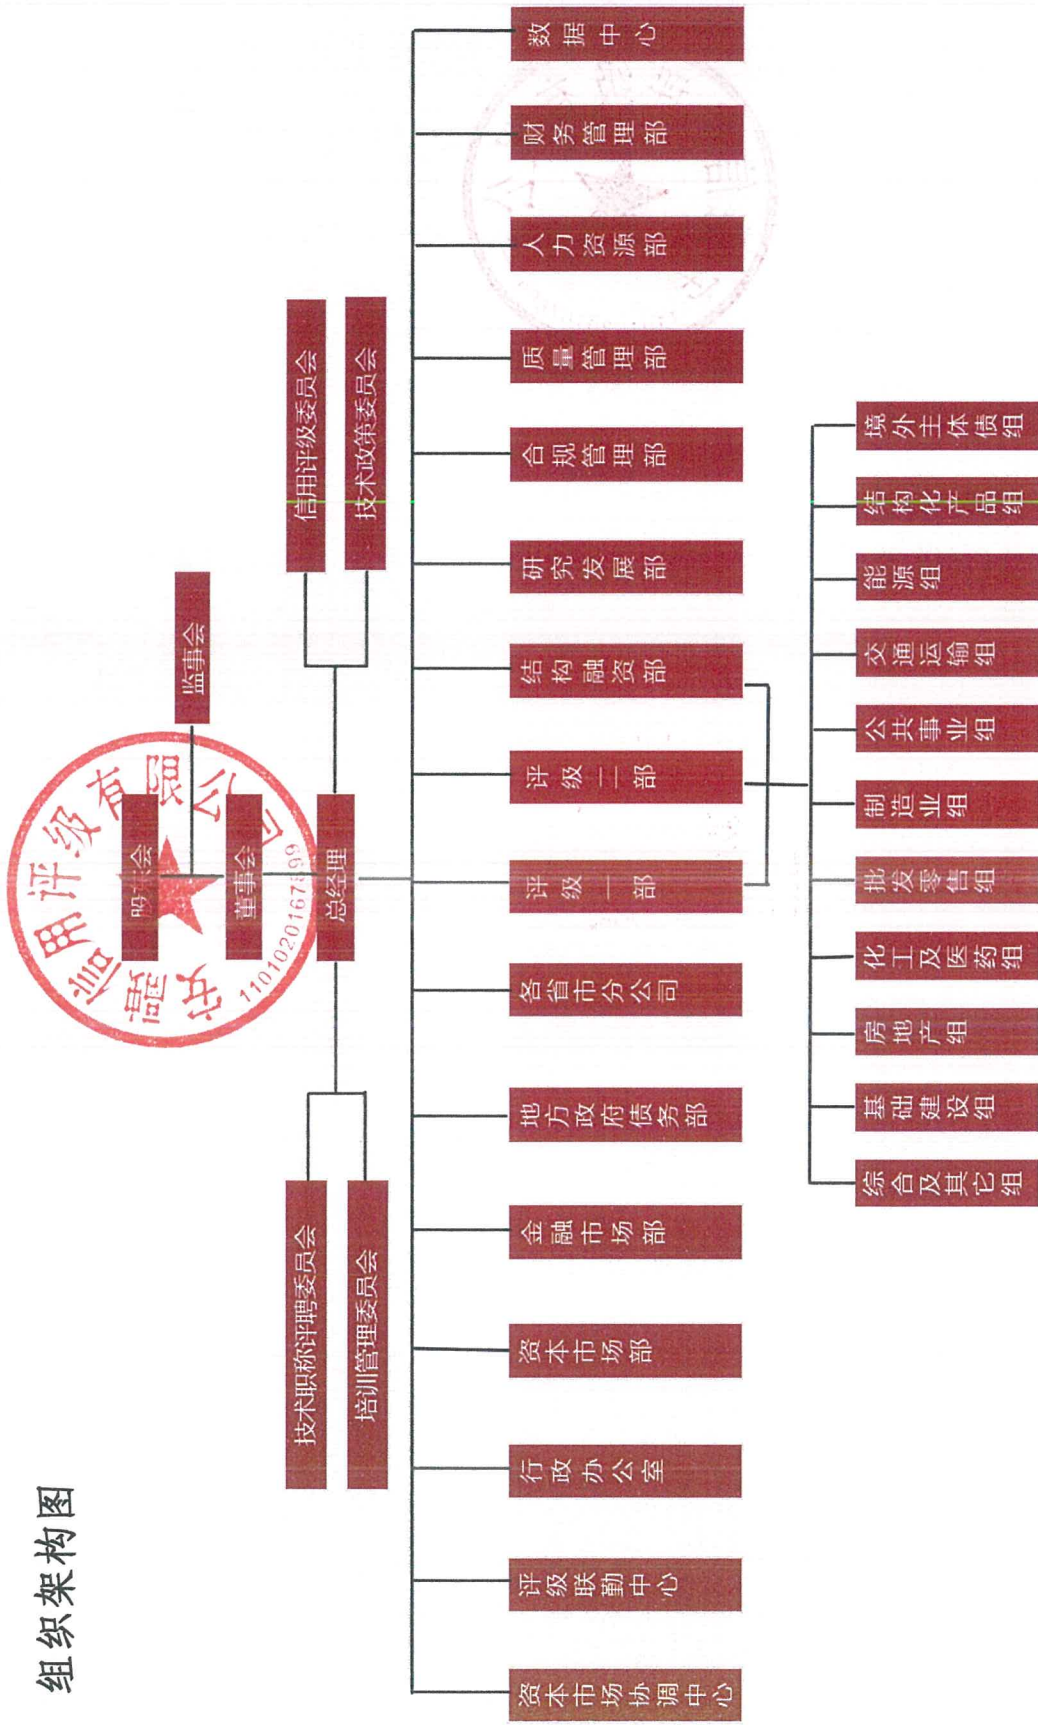 组织架构图
信用评级有限公
股东会
监事会
董事会
技术职称评聘委员会
总经理
信用评级委员会
培训管理委员会
技术政策委员会
资本市场协调中心
评级联勤中心
行政办公室
资本市场部
金融市场部
地方政府债务部
各省市分公司
评级一部
评级二部
结构融资部
研究发展部
合规管理部
质量管理部
人力资源部
财务管理部
数据中心
综合及其它组
基础建设组
房地产组
化工及医药组
批发零售组
制造业组
公共事业组
交通运输组
能源组
结构化产品组
境外主体债组